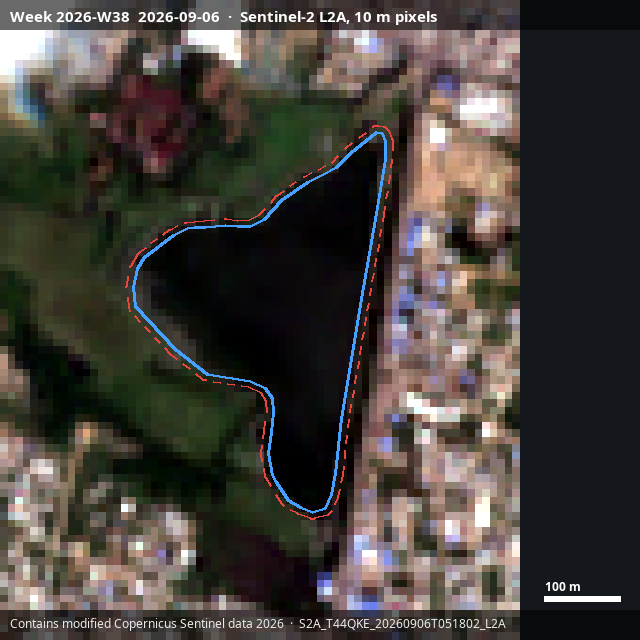 Week 2026-W38  2026-09-06  ·  Sentinel-2 L2A, 10 m pixels
100 m
Contains modified Copernicus Sentinel data 2026  ·  S2A_T44QKE_20260906T051802_L2A